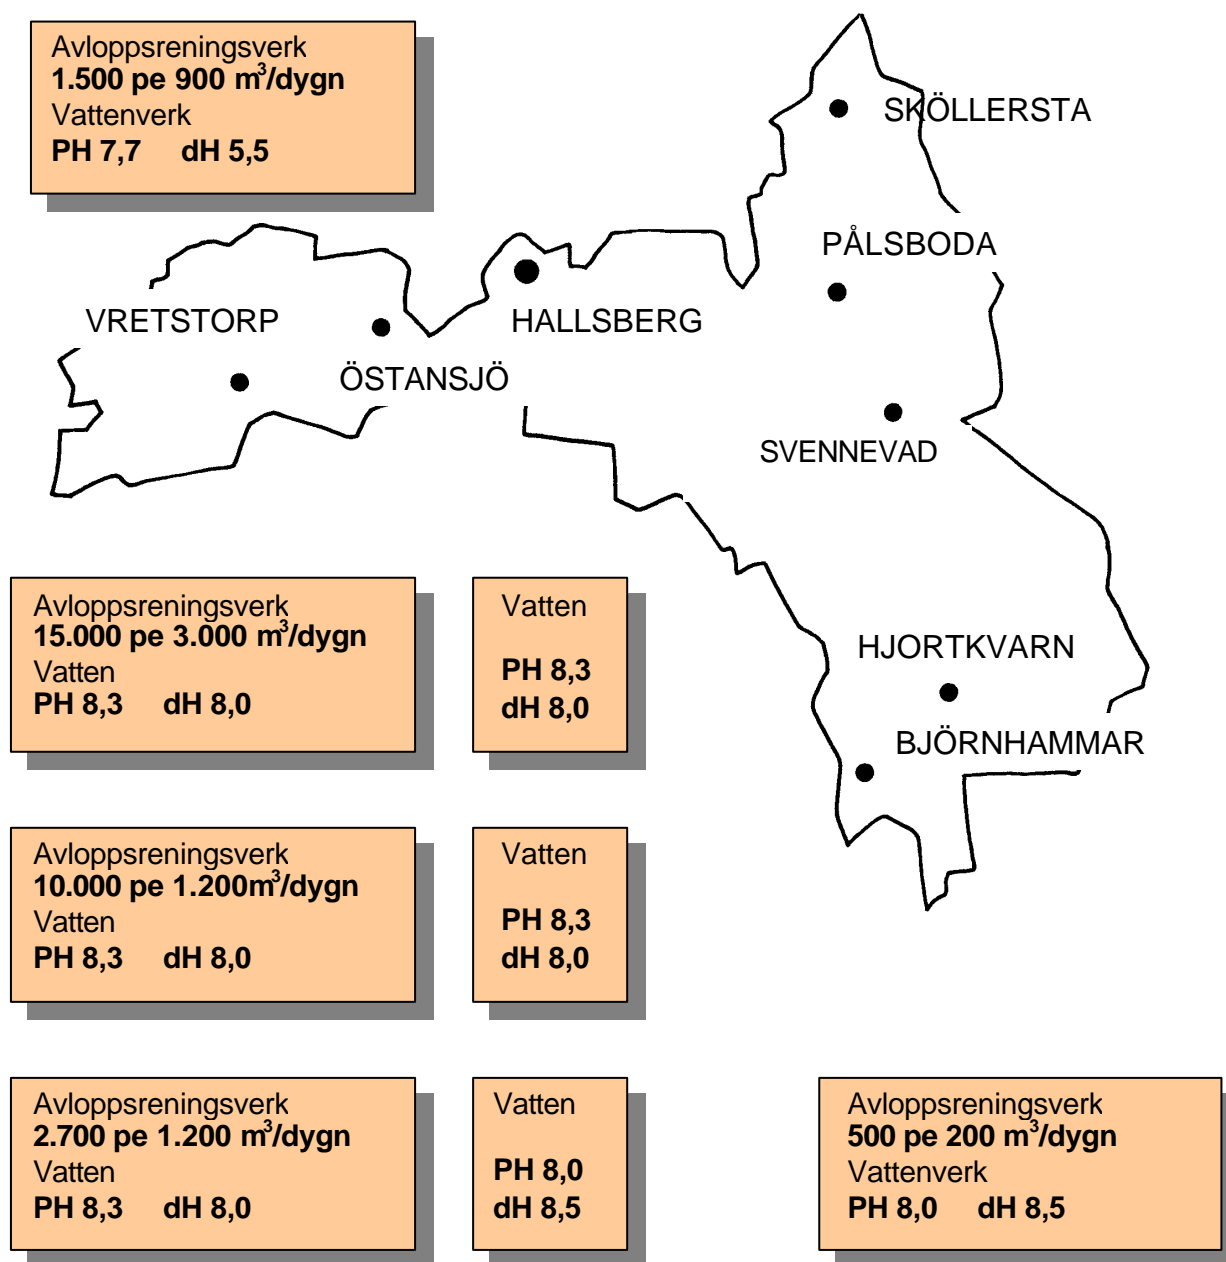 Avloppsreningsverk
1.500 pe 900 m³/dygn
Vattenverk
PH 7,7 dH 5,5
SKÖLLERSTA
PÅLSBODA
VRETSTORP
HALLSBERG
ÖSTANSJÖ
SVENNEVAD
HJORTKVARN
BJÖRNHAMMAR
Avloppsreningsverk
15.000 pe 3.000 m³/dygn
Vatten
PH 8,3 dH 8,0
Vatten
PH 8,3
dH 8,0
Avloppsreningsverk
10.000 pe 1.200m³/dygn
Vatten
PH 8,3 dH 8,0
Vatten
PH 8,3
dH 8,0
Avloppsreningsverk
2.700 pe 1.200 m³/dygn
Vatten
PH 8,3 dH 8,0
Vatten
PH 8,0
dH 8,5
Avloppsreningsverk
500 pe 200 m³/dygn
Vattenverk
PH 8,0 dH 8,5